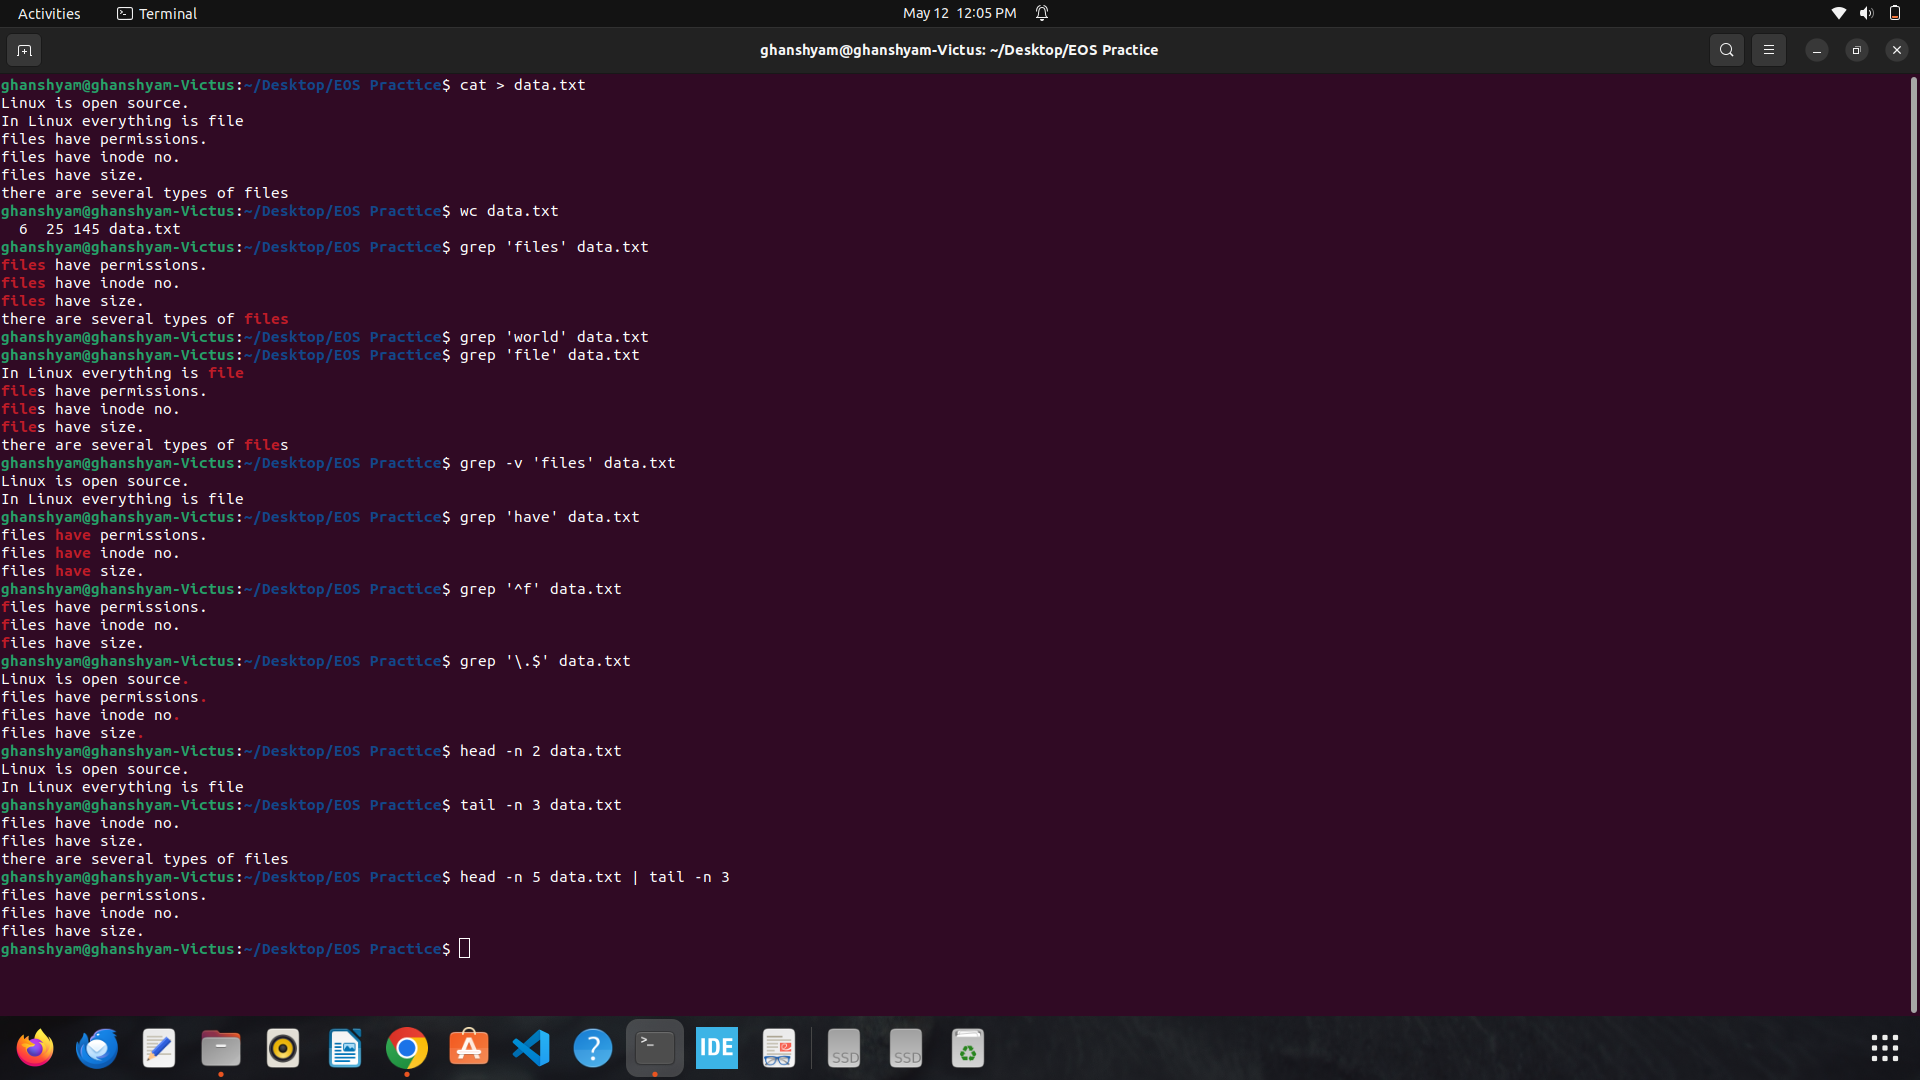 Activities Terminal May 12 12:05 PM
ghanshyam@ghanshyam-Victus: ~/Desktop/EOS Practice
ghanshyam@ghanshyam-Victus:~/Desktop/EOS Practice$ cat > data.txt
Linux is open source.
In Linux everything is file
files have permissions.
files have inode no.
files have size.
there are several types of files
ghanshyam@ghanshyam-Victus:~/Desktop/EOS Practice$ wc data.txt
  6  25 145 data.txt
ghanshyam@ghanshyam-Victus:~/Desktop/EOS Practice$ grep 'files' data.txt
files have permissions.
files have inode no.
files have size.
there are several types of files
ghanshyam@ghanshyam-Victus:~/Desktop/EOS Practice$ grep 'world' data.txt
ghanshyam@ghanshyam-Victus:~/Desktop/EOS Practice$ grep 'file' data.txt
In Linux everything is file
files have permissions.
files have inode no.
files have size.
there are several types of files
ghanshyam@ghanshyam-Victus:~/Desktop/EOS Practice$ grep -v 'files' data.txt
Linux is open source.
In Linux everything is file
ghanshyam@ghanshyam-Victus:~/Desktop/EOS Practice$ grep 'have' data.txt
files have permissions.
files have inode no.
files have size.
ghanshyam@ghanshyam-Victus:~/Desktop/EOS Practice$ grep '^f' data.txt
files have permissions.
files have inode no.
files have size.
ghanshyam@ghanshyam-Victus:~/Desktop/EOS Practice$ grep '\.$' data.txt
Linux is open source.
files have permissions.
files have inode no.
files have size.
ghanshyam@ghanshyam-Victus:~/Desktop/EOS Practice$ head -n 2 data.txt
Linux is open source.
In Linux everything is file
ghanshyam@ghanshyam-Victus:~/Desktop/EOS Practice$ tail -n 3 data.txt
files have inode no.
files have size.
there are several types of files
ghanshyam@ghanshyam-Victus:~/Desktop/EOS Practice$ head -n 5 data.txt | tail -n 3
files have permissions.
files have inode no.
files have size.
ghanshyam@ghanshyam-Victus:~/Desktop/EOS Practice$
? >_ IDE SSD SSD